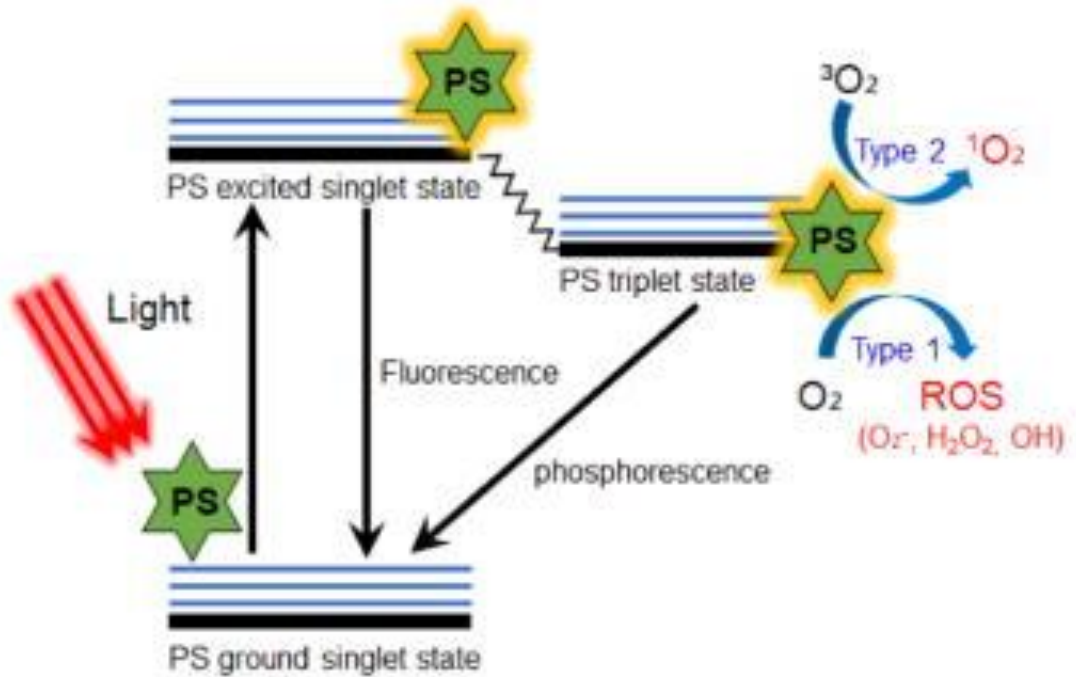 PS
³O₂
Type 2 ¹O₂
PS excited singlet state
PS
PS triplet state
Light
Type 1
Fluorescence
O₂ ROS
(O₂⁻, H₂O₂, OH)
phosphorescence
PS
PS ground singlet state